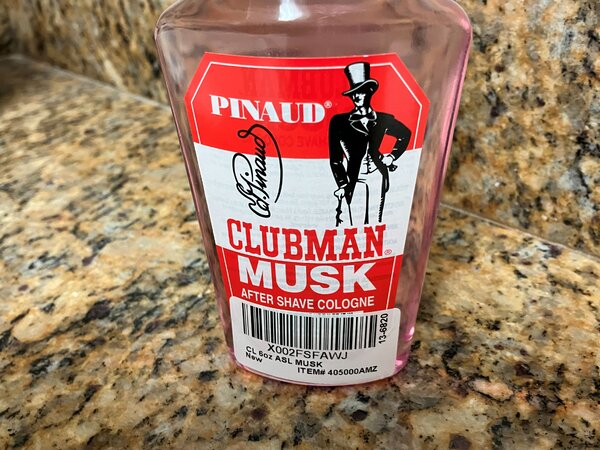 PINAUD®
Ed. Pinaud
CLUBMAN®
MUSK
AFTER SHAVE COLOGNE
X002FSFAWJ
CL 6oz ASL MUSK
New
ITEM# 405000AMZ
13-6820